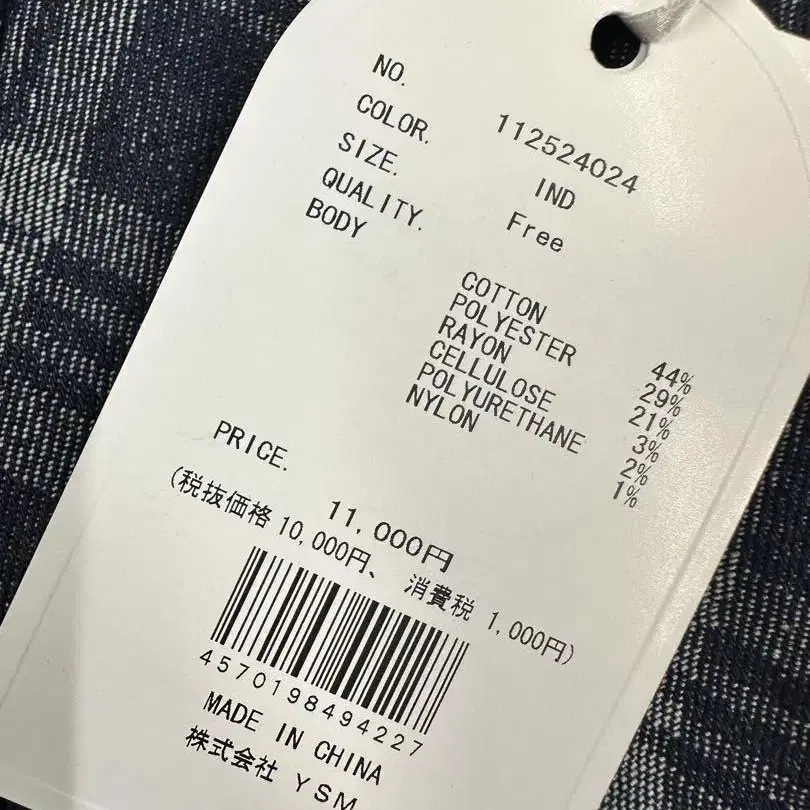 NO. 112524024
COLOR. IND
SIZE. Free
QUALITY.
BODY
COTTON 44%
POLYESTER 29%
RAYON 21%
CELLULOSE 3%
POLYURETHANE 2%
NYLON 1%
PRICE. 11,000円
(税抜価格 10,000円、 消費税 1,000円)
4570198494227
MADE IN CHINA
株式会社 YSM